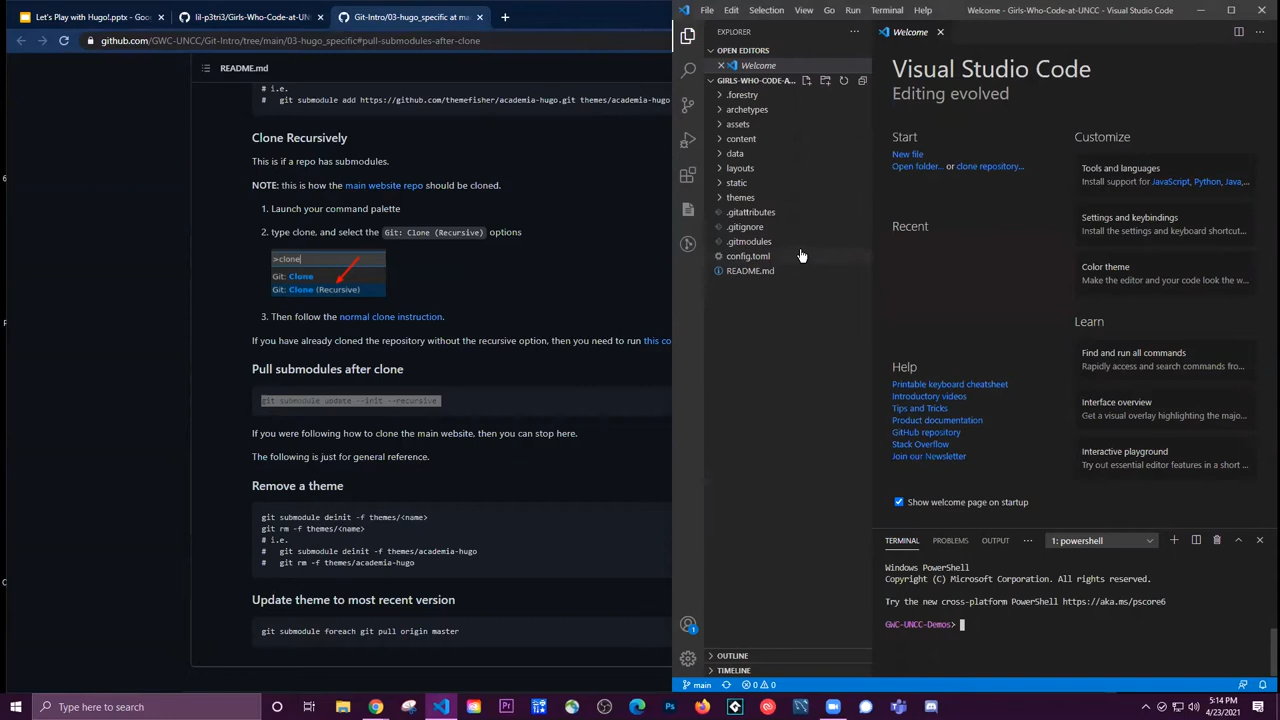 Let's Play with Hugo!.pptx - Goo
lil-p3tri3/Girls-Who-Code-at-UN
Git-Intro/03-hugo_specific at m
github.com/GWC-UNCC/Git-Intro/tree/main/03-hugo_specific#pull-submodules-after-clone
README.md
# i.e.
# git submodule add https://github.com/themefisher/academia-hugo.git themes/academia-hugo
Clone Recursively
This is if a repo has submodules.
NOTE: this is how the main website repo should be cloned.
1. Launch your command palette
2. type clone, and select the Git: Clone (Recursive) options
>clone
Git: Clone
Git: Clone (Recursive)
3. Then follow the normal clone instruction.
If you have already cloned the repository without the recursive option, then you need to run this co
Pull submodules after clone
git submodule update --init --recursive
If you were following how to clone the main website, then you can stop here.
The following is just for general reference.
Remove a theme
git submodule deinit -f themes/<name>
git rm -f themes/<name>
# i.e.
# git submodule deinit -f themes/academia-hugo
# git rm -f themes/academia-hugo
Update theme to most recent version
git submodule foreach git pull origin master
File Edit Selection View Go Run Terminal Help
Welcome - Girls-Who-Code-at-UNCC...
EXPLORER
OPEN EDITORS
Welcome
GIRLS-WHO-CODE-A...
.forestry
archetypes
assets
content
data
layouts
static
themes
.gitattributes
.gitignore
.gitmodules
config.toml
README.md
OUTLINE
TIMELINE
Welcome
Visual Studio Code
Editing evolved
Start
New file
Open folder... or clone repository...
Recent
Help
Printable keyboard cheatsheet
Introductory videos
Tips and Tricks
Product documentation
GitHub repository
Stack Overflow
Join our Newsletter
Show welcome page on startup
Customize
Tools and languages
Install support for JavaScript, Python, Java,...
Settings and keybindings
Install the settings and keyboard shortcut...
Color theme
Make the editor and your code look the w...
Learn
Find and run all commands
Rapidly access and search commands fro...
Interface overview
Get a visual overlay highlighting the majo...
Interactive playground
Try out essential editor features in a short ...
TERMINAL PROBLEMS OUTPUT ... 1: powershell
Windows PowerShell
Copyright (C) Microsoft Corporation. All rights reserved.
Try the new cross-platform PowerShell https://aka.ms/pscore6
GWC-UNCC-Demos>
1
main
0 0
Play with Hugo!
5:14 PM
4/23/2021